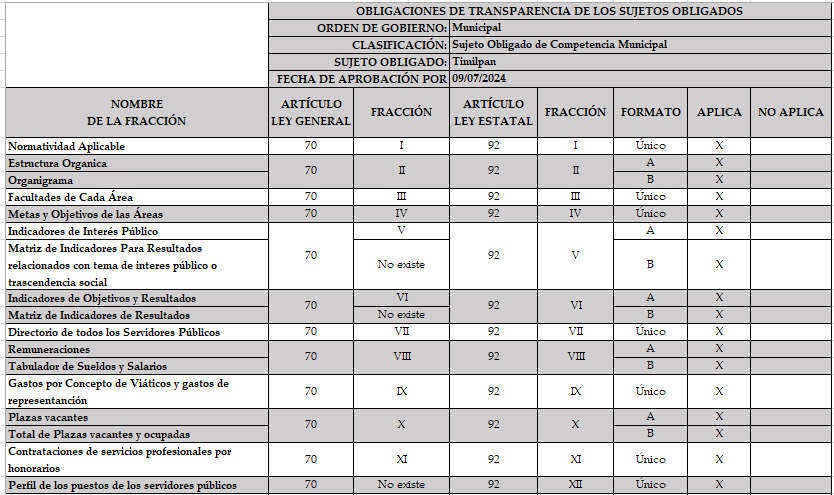 OBLIGACIONES DE TRANSPARENCIA DE LOS SUJETOS OBLIGADOS
ORDEN DE GOBIERNO: Municipal
CLASIFICACIÓN: Sujeto Obligado de Competencia Municipal
SUJETO OBLIGADO: Timilpan
FECHA DE APROBACIÓN POR 09/07/2024
NOMBRE
DE LA FRACCIÓN
ARTÍCULO
LEY GENERAL
FRACCIÓN
ARTÍCULO
LEY ESTATAL
FRACCIÓN
FORMATO
APLICA
NO APLICA
Normatividad Aplicable 70 I 92 I Único X
Estructura Organica 70 II 92 II A X
Organigrama B X
Facultades de Cada Área 70 III 92 III Único X
Metas y Objetivos de las Áreas 70 IV 92 IV Único X
Indicadores de Interés Público 70 V 92 V A X
Matriz de Indicadores Para Resultados
relacionados con tema de interes público o No existe B X
trascendencia social
Indicadores de Objetivos y Resultados 70 VI 92 VI A X
Matriz de Indicadores de Resultados No existe B X
Directorio de todos los Servidores Públicos 70 VII 92 VII Único X
Remuneraciones 70 VIII 92 VIII A X
Tabulador de Sueldos y Salarios B X
Gastos por Concepto de Viáticos y gastos de
representanción 70 IX 92 IX Único X
Plazas vacantes 70 X 92 X A X
Total de Plazas vacantes y ocupadas B X
Contrataciones de servicios profesionales por
honorarios 70 XI 92 XI Único X
Perfil de los puestos de los servidores públicos 70 No existe 92 XII Único X